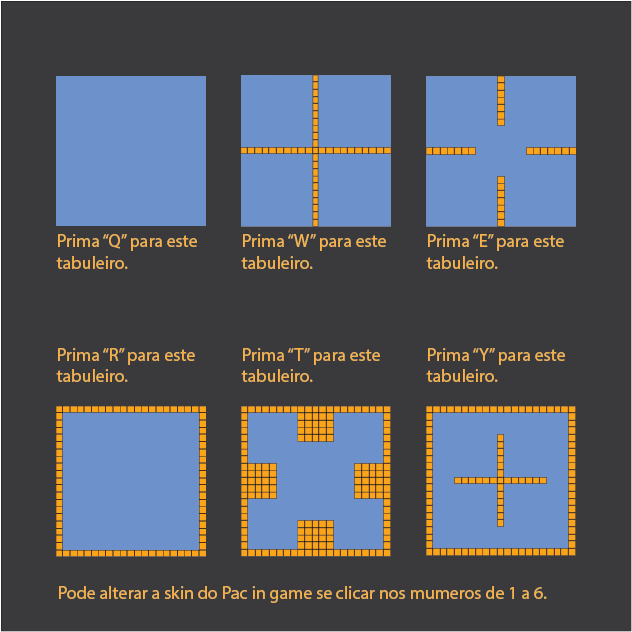 Prima “Q” para este
tabuleiro.
Prima “W” para este
tabuleiro.
Prima “E” para este
tabuleiro.
Prima “R” para este
tabuleiro.
Prima “T” para este
tabuleiro.
Prima “Y” para este
tabuleiro.
Pode alterar a skin do Pac in game se clicar nos mumeros de 1 a 6.